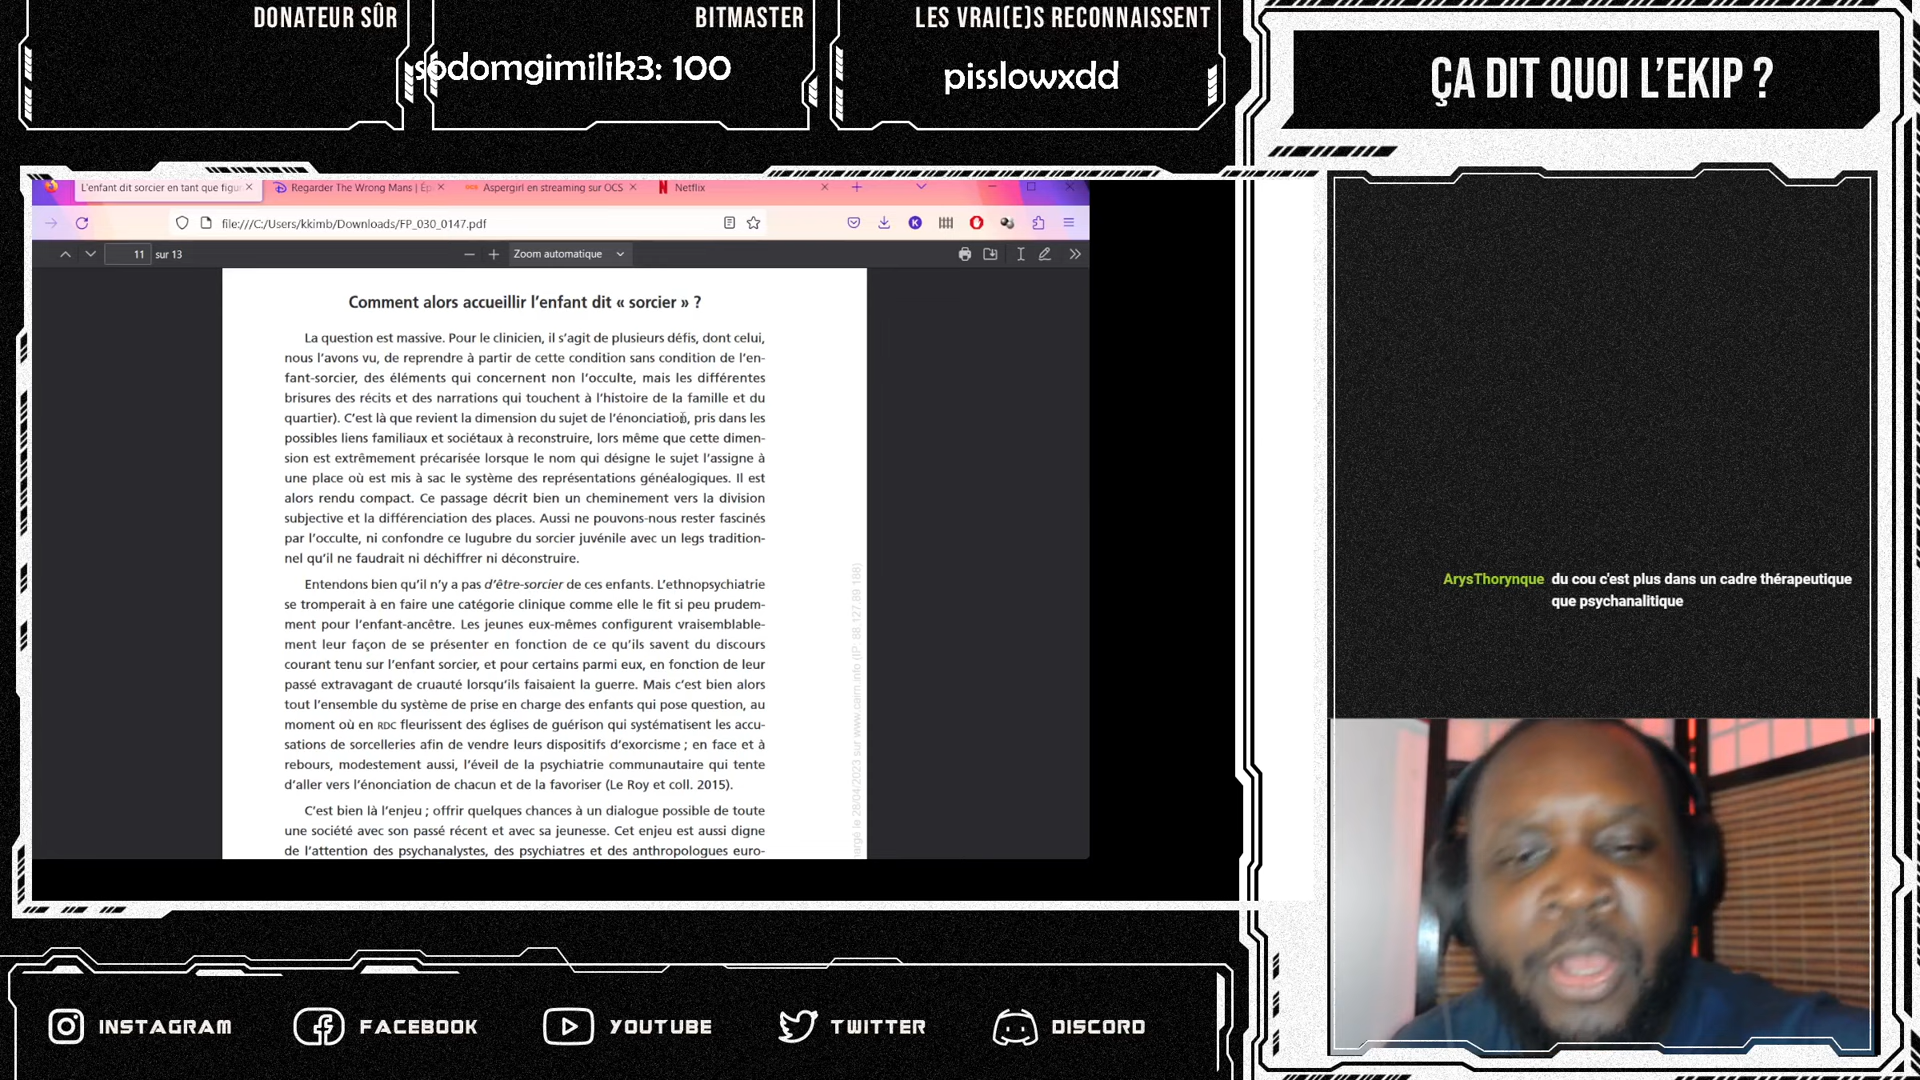 DONATEUR SÛR
BITMASTER
sodomgimilik3: 100
LES VRAI(E)S RECONNAISSENT
pisslowxdd
ÇA DIT QUOI L’EKIP ?
L'enfant dit sorcier en tant que figu
Regarder The Wrong Mans | Ép
Aspergirl en streaming sur OCS
Netflix
file:///C:/Users/kkimb/Downloads/FP_030_0147.pdf
11 sur 13
Zoom automatique
Comment alors accueillir l’enfant dit « sorcier » ?
La question est massive. Pour le clinicien, il s’agit de plusieurs défis, dont celui,
nous l’avons vu, de reprendre à partir de cette condition sans condition de l’en-
fant-sorcier, des éléments qui concernent non l’occulte, mais les différentes
brisures des récits et des narrations qui touchent à l’histoire de la famille et du
quartier). C’est là que revient la dimension du sujet de l’énonciation, pris dans les
possibles liens familiaux et sociétaux à reconstruire, lors même que cette dimen-
sion est extrêmement précarisée lorsque le nom qui désigne le sujet l’assigne à
une place où est mis à sac le système des représentations généalogiques. Il est
alors rendu compact. Ce passage décrit bien un cheminement vers la division
subjective et la différenciation des places. Aussi ne pouvons-nous rester fascinés
par l’occulte, ni confondre ce lugubre du sorcier juvénile avec un legs tradition-
nel qu’il ne faudrait ni déchiffrer ni déconstruire.
Entendons bien qu’il n’y a pas d’être-sorcier de ces enfants. L’ethnopsychiatrie
se tromperait à en faire une catégorie clinique comme elle le fit si peu prudem-
ment pour l’enfant-ancêtre. Les jeunes eux-mêmes configurent vraisemblable-
ment leur façon de se présenter en fonction de ce qu’ils savent du discours
courant tenu sur l’enfant sorcier, et pour certains parmi eux, en fonction de leur
passé extravagant de cruauté lorsqu’ils faisaient la guerre. Mais c’est bien alors
tout l’ensemble du système de prise en charge des enfants qui pose question, au
moment où en RDC fleurissent des églises de guérison qui systématisent les accu-
sations de sorcelleries afin de vendre leurs dispositifs d’exorcisme ; en face et à
rebours, modestement aussi, l’éveil de la psychiatrie communautaire qui tente
d’aller vers l’énonciation de chacun et de la favoriser (Le Roy et coll. 2015).
C’est bien là l’enjeu ; offrir quelques chances à un dialogue possible de toute
une société avec son passé récent et avec sa jeunesse. Cet enjeu est aussi digne
de l’attention des psychanalystes, des psychiatres et des anthropologues euro-
argé le 28/04/2023 sur www.cairn.info (IP: 88.127.89.188)
ArysThorynque du cou c'est plus dans un cadre thérapeutique
que psychanalitique
INSTAGRAM
FACEBOOK
YOUTUBE
TWITTER
DISCORD